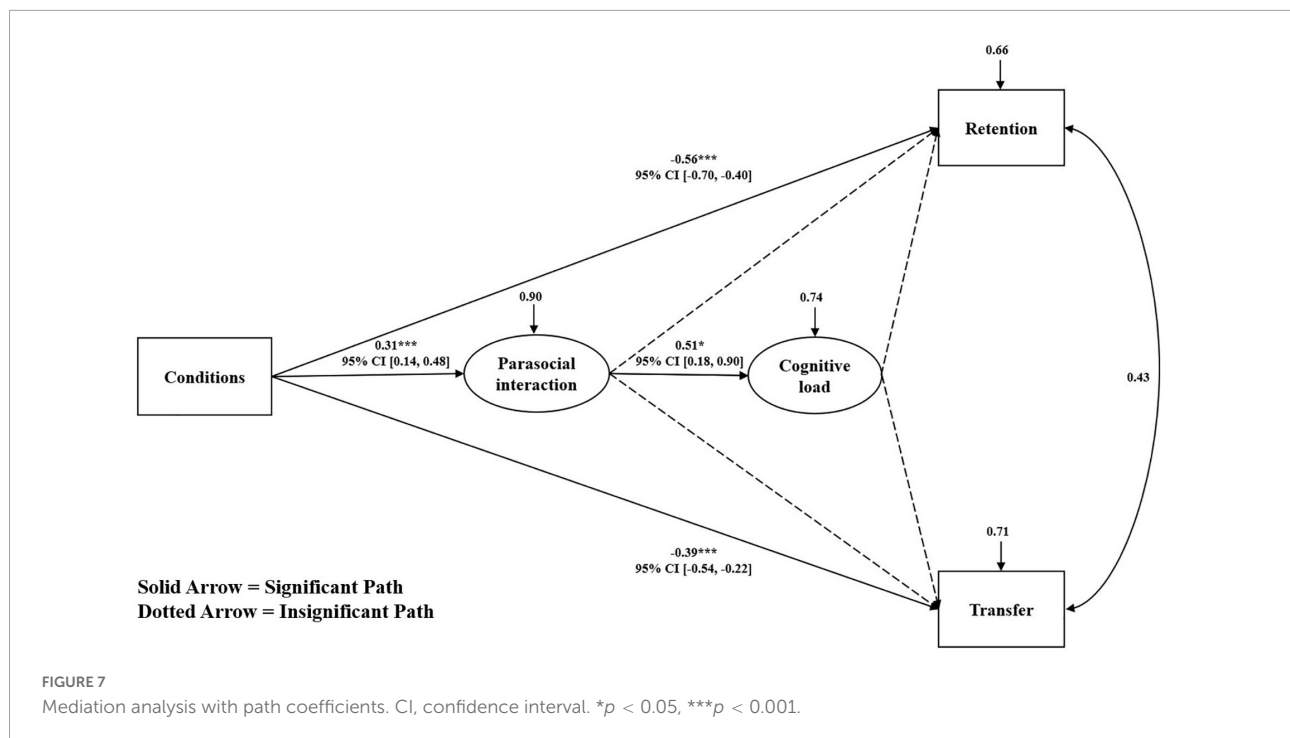 0.66
Retention
-0.56***
95% CI [-0.70, -0.40]
0.90
0.74
0.31***
95% CI [0.14, 0.48]
0.51*
95% CI [0.18, 0.90]
Conditions
Parasocial
interaction
Cognitive
load
0.43
-0.39***
95% CI [-0.54, -0.22]
0.71
Transfer
Solid Arrow = Significant Path
Dotted Arrow = Insignificant Path
FIGURE 7
Mediation analysis with path coefficients. CI, confidence interval. *p < 0.05, ***p < 0.001.